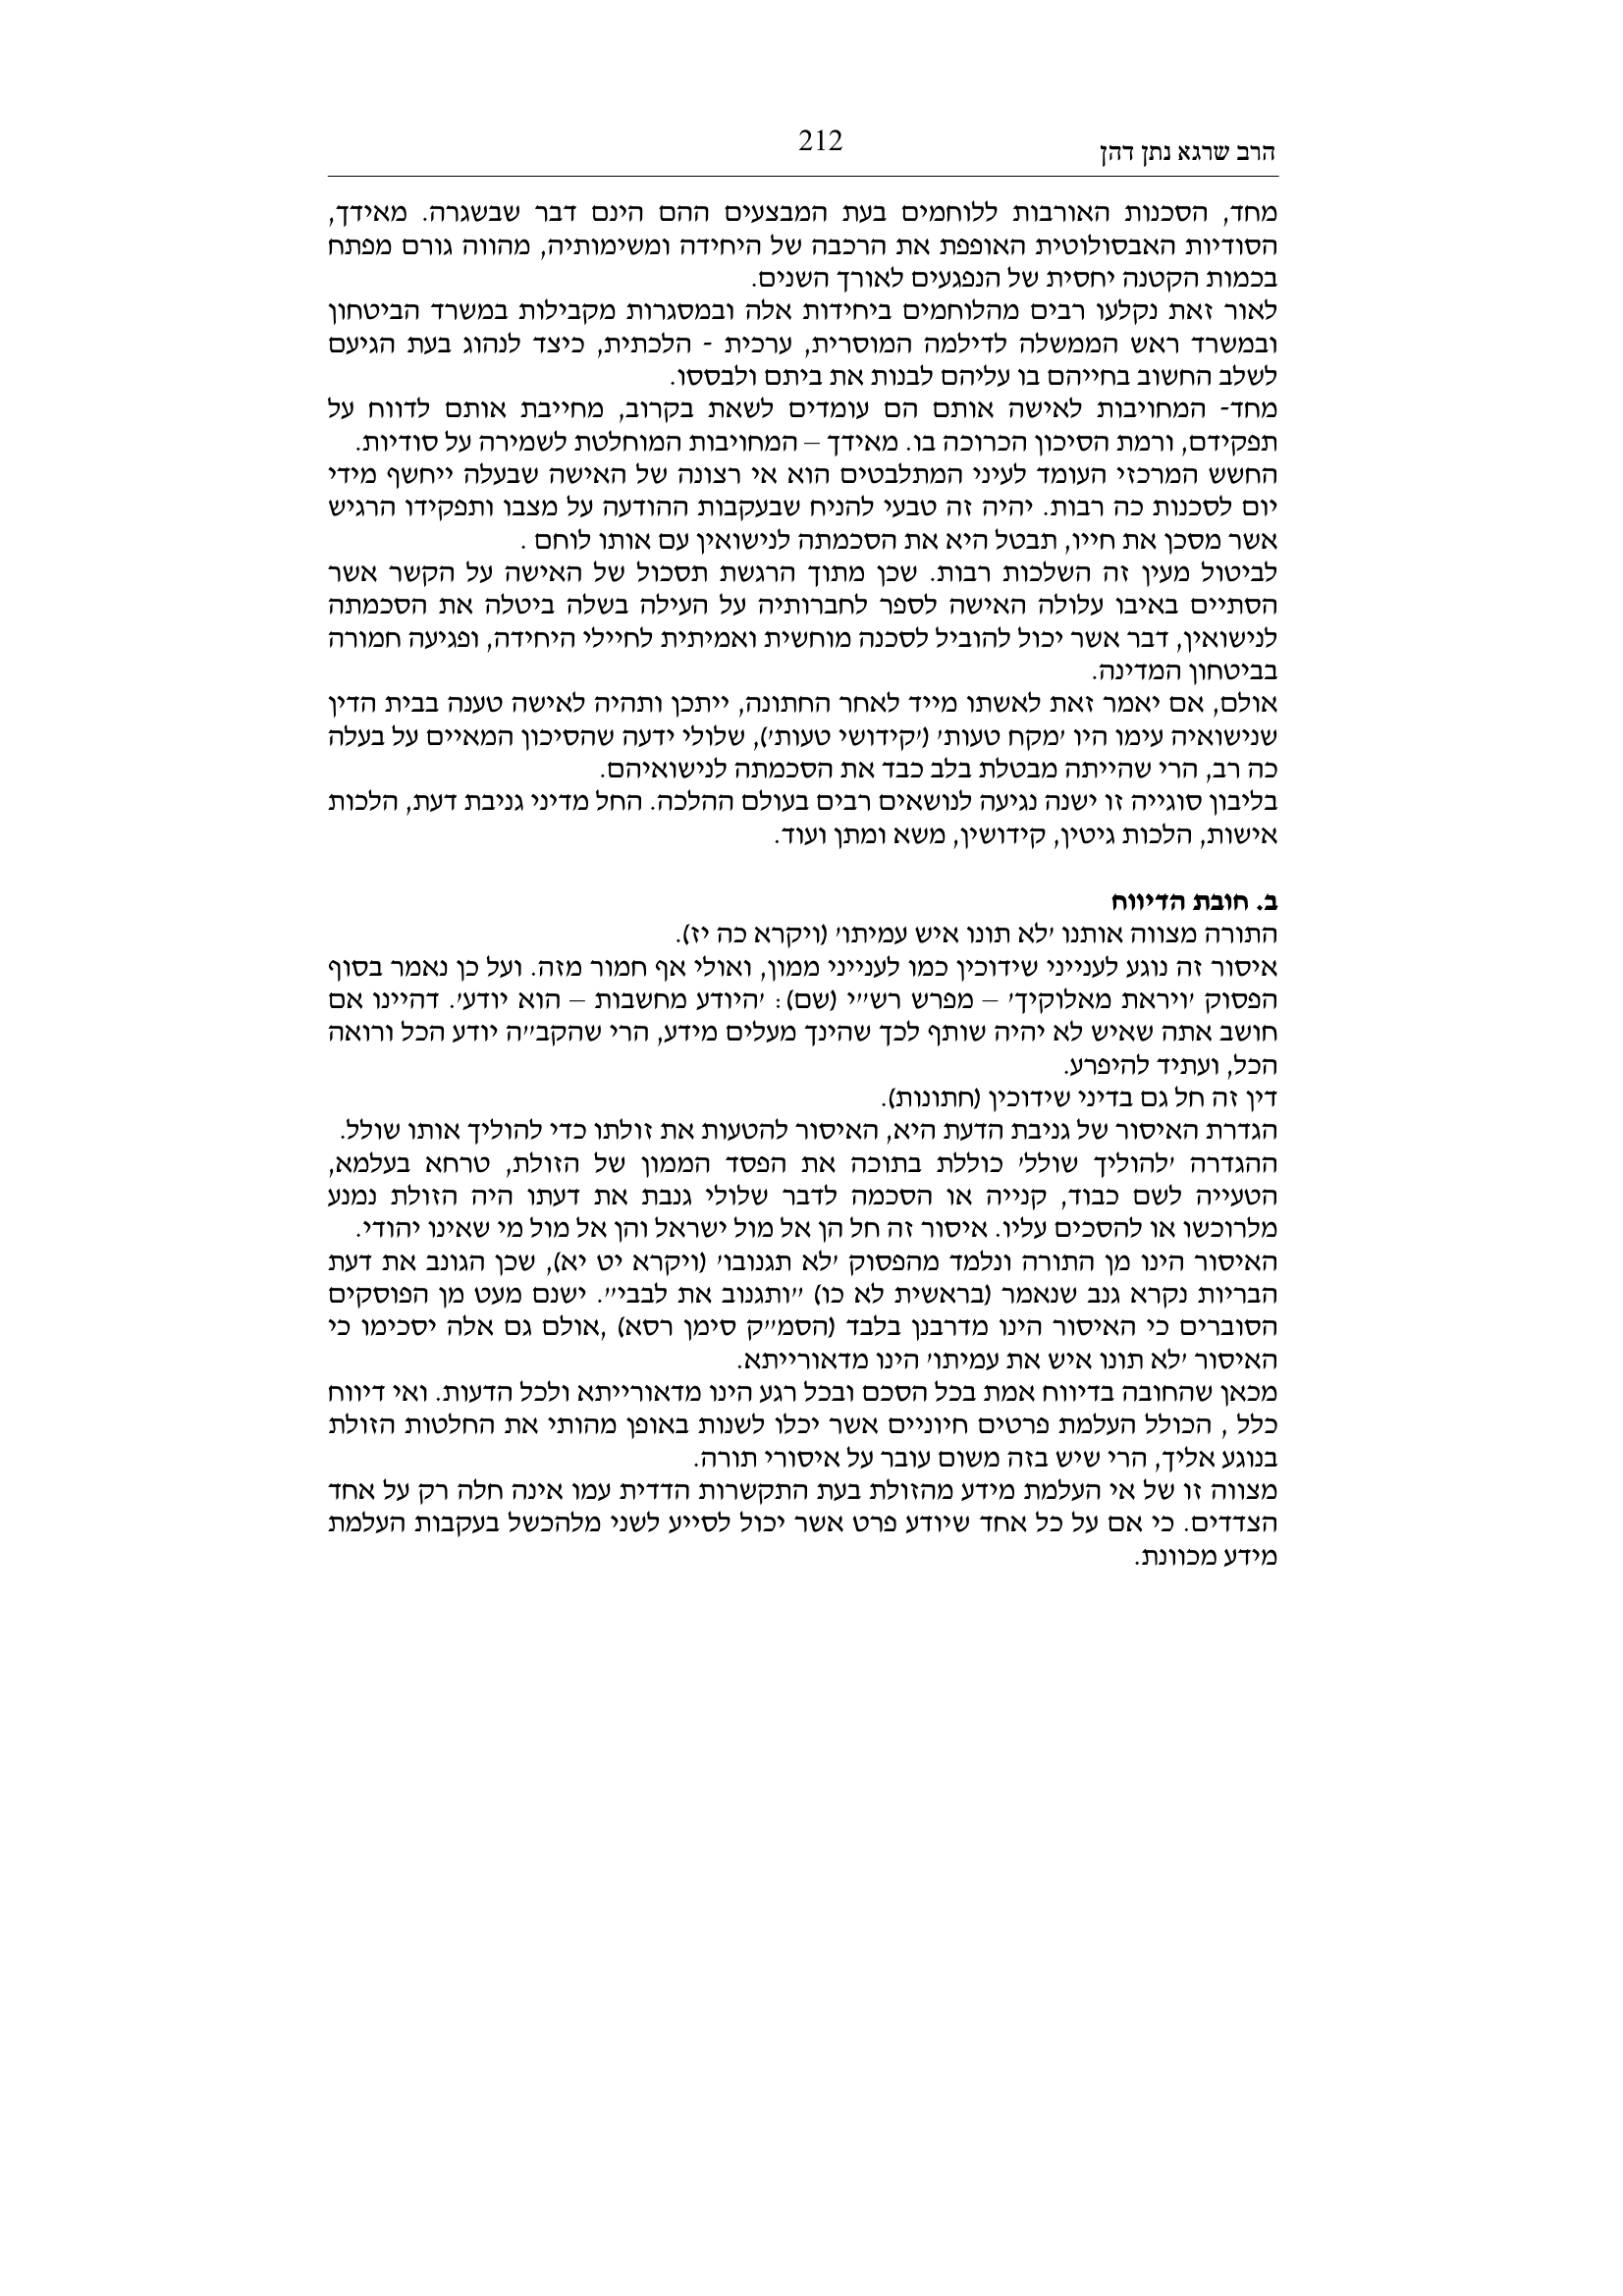 הרב שרגא נתן דהן
212
מחד, הסכנות האורבות ללוחמים בעת המבצעים ההם הינם דבר שבשגרה. מאידך,
הסודיות האבסולוטית האופפת את הרכבה של היחידה ומשימותיה, מהווה גורם מפתח
בכמות הקטנה יחסית של הנפגעים לאורך השנים.
לאור זאת נקלעו רבים מהלוחמים ביחידות אלה ובמסגרות מקבילות במשרד הביטחון
ובמשרד ראש הממשלה לדילמה המוסרית, ערכית - הלכתית, כיצד לנהוג בעת הגיעם
לשלב החשוב בחייהם בו עליהם לבנות את ביתם ולבססו.
מחד- המחויבות לאישה אותם הם עומדים לשאת בקרוב, מחייבת אותם לדווח על
תפקידם, ורמת הסיכון הכרוכה בו. מאידך – המחויבות המוחלטת לשמירה על סודיות.
החשש המרכזי העומד לעיני המתלבטים הוא אי רצונה של האישה שבעלה ייחשף מידי
יום לסכנות כה רבות. יהיה זה טבעי להניח שבעקבות ההודעה על מצבו ותפקידו הרגיש
אשר מסכן את חייו, תבטל היא את הסכמתה לנישואין עם אותו לוחם .
לביטול מעין זה השלכות רבות. שכן מתוך הרגשת תסכול של האישה על הקשר אשר
הסתיים באיבו עלולה האישה לספר לחברותיה על העילה בשלה ביטלה את הסכמתה
לנישואין, דבר אשר יכול להוביל לסכנה מוחשית ואמיתית לחיילי היחידה, ופגיעה חמורה
בביטחון המדינה.
אולם, אם יאמר זאת לאשתו מייד לאחר החתונה, ייתכן ותהיה לאישה טענה בבית הדין
שנישואיה עימו היו 'מקח טעות' ('קידושי טעות'), שלולי ידעה שהסיכון המאיים על בעלה
כה רב, הרי שהייתה מבטלת בלב כבד את הסכמתה לנישואיהם.
בליבון סוגייה זו ישנה נגיעה לנושאים רבים בעולם ההלכה. החל מדיני גניבת דעת, הלכות
אישות, הלכות גיטין, קידושין, משא ומתן ועוד.
ב. חובת הדיווח
התורה מצווה אותנו 'לא תונו איש עמיתו' (ויקרא כה יז).
איסור זה נוגע לענייני שידוכין כמו לענייני ממון, ואולי אף חמור מזה. ועל כן נאמר בסוף
הפסוק 'ויראת מאלוקיך' – מפרש רש"י (שם): 'היודע מחשבות – הוא יודע'. דהיינו אם
חושב אתה שאיש לא יהיה שותף לכך שהינך מעלים מידע, הרי שהקב"ה יודע הכל ורואה
הכל, ועתיד להיפרע.
דין זה חל גם בדיני שידוכין (חתונות).
הגדרת האיסור של גניבת הדעת היא, האיסור להטעות את זולתו כדי להוליך אותו שולל.
ההגדרה 'להוליך שולל' כוללת בתוכה את הפסד הממון של הזולת, טרחא בעלמא,
הטעייה לשם כבוד, קנייה או הסכמה לדבר שלולי גנבת את דעתו היה הזולת נמנע
מלרוכשו או להסכים עליו. איסור זה חל הן אל מול ישראל והן אל מול מי שאינו יהודי.
האיסור הינו מן התורה ונלמד מהפסוק 'לא תגנובו' (ויקרא יט יא), שכן הגונב את דעת
הבריות נקרא גנב שנאמר (בראשית לא כו) "ותגנוב את לבבי". ישנם מעט מן הפוסקים
הסוברים כי האיסור הינו מדרבנן בלבד (הסמ"ק סימן רסא) ,אולם גם אלה יסכימו כי
האיסור 'לא תונו איש את עמיתו' הינו מדאורייתא.
מכאן שהחובה בדיווח אמת בכל הסכם ובכל רגע הינו מדאורייתא ולכל הדעות. ואי דיווח
כלל , הכולל העלמת פרטים חיוניים אשר יכלו לשנות באופן מהותי את החלטות הזולת
בנוגע אליך, הרי שיש בזה משום עובר על איסורי תורה.
מצווה זו של אי העלמת מידע מהזולת בעת התקשרות הדדית עמו אינה חלה רק על אחד
הצדדים. כי אם על כל אחד שיודע פרט אשר יכול לסייע לשני מלהכשל בעקבות העלמת
מידע מכוונת.